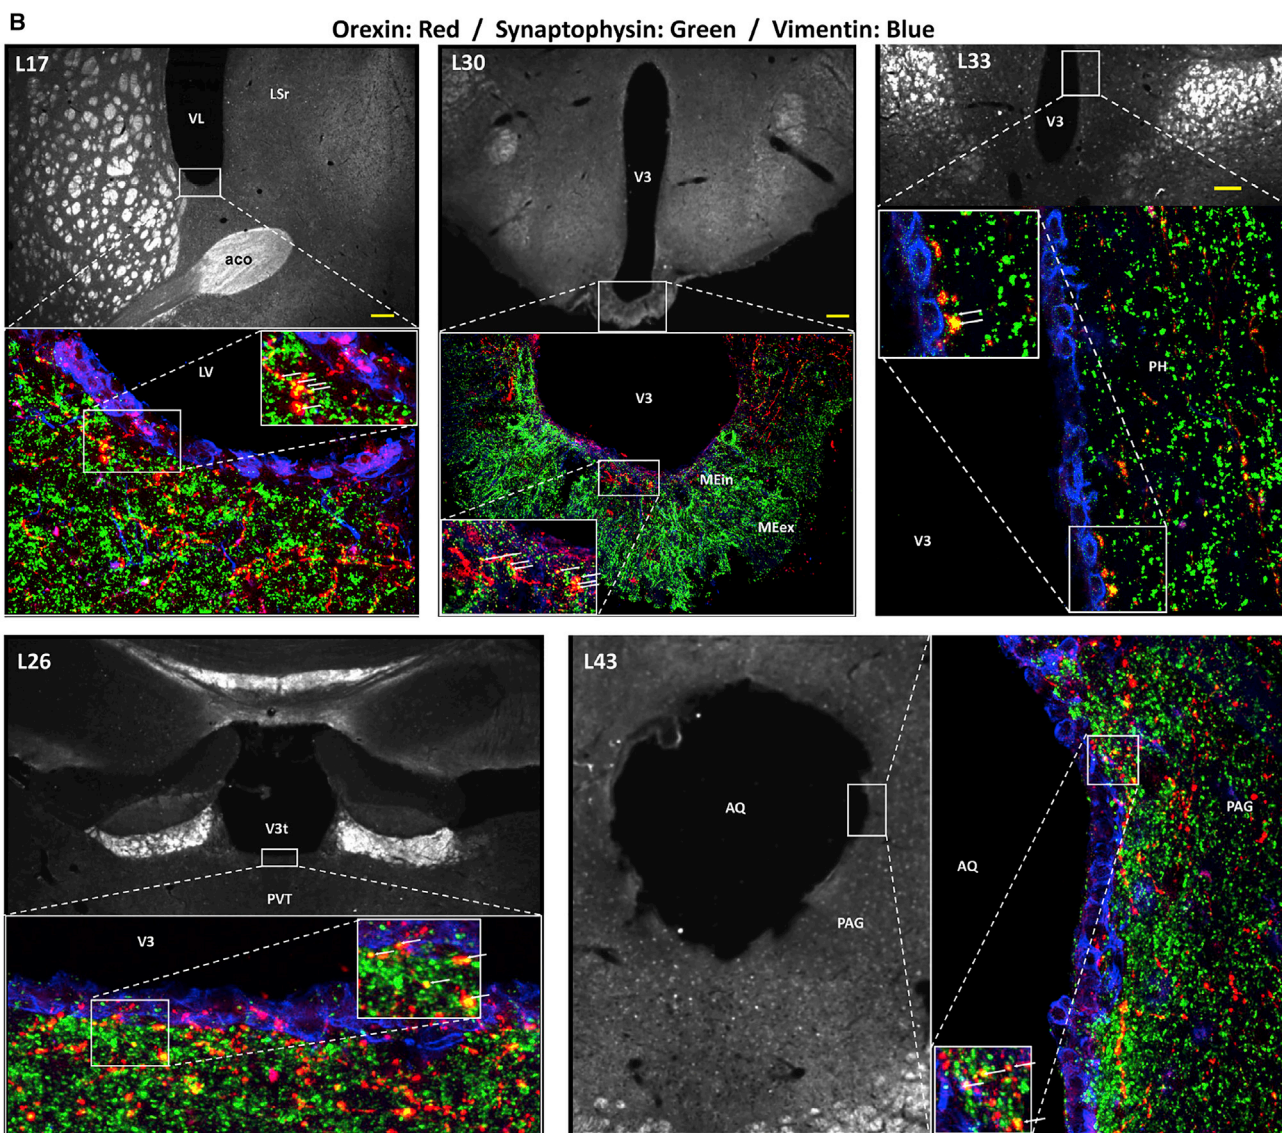 B
Orexin: Red / Synaptophysin: Green / Vimentin: Blue
L17
VL
LSr
aco
LV
L30
V3
V3
MEin
MEex
L33
V3
PH
V3
L26
V3t
PVT
V3
L43
AQ
PAG
AQ
PAG